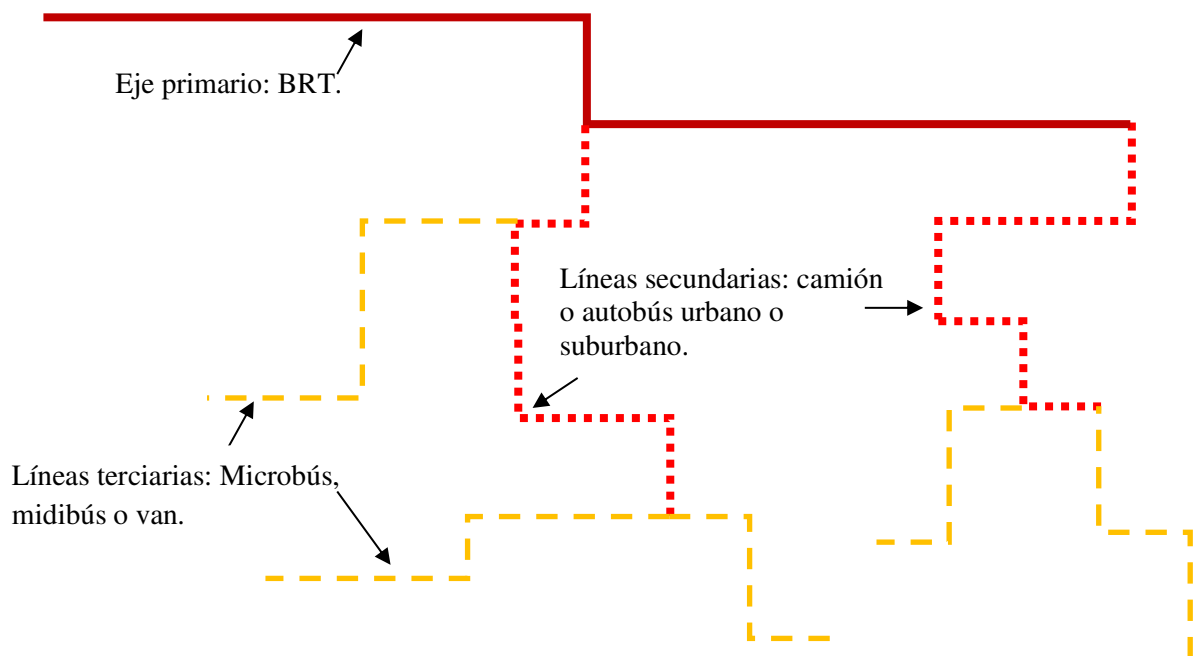 Eje primario: BRT.
Líneas secundarias: camión
o autobús urbano o
suburbano.
Líneas terciarias: Microbús,
midibús o van.